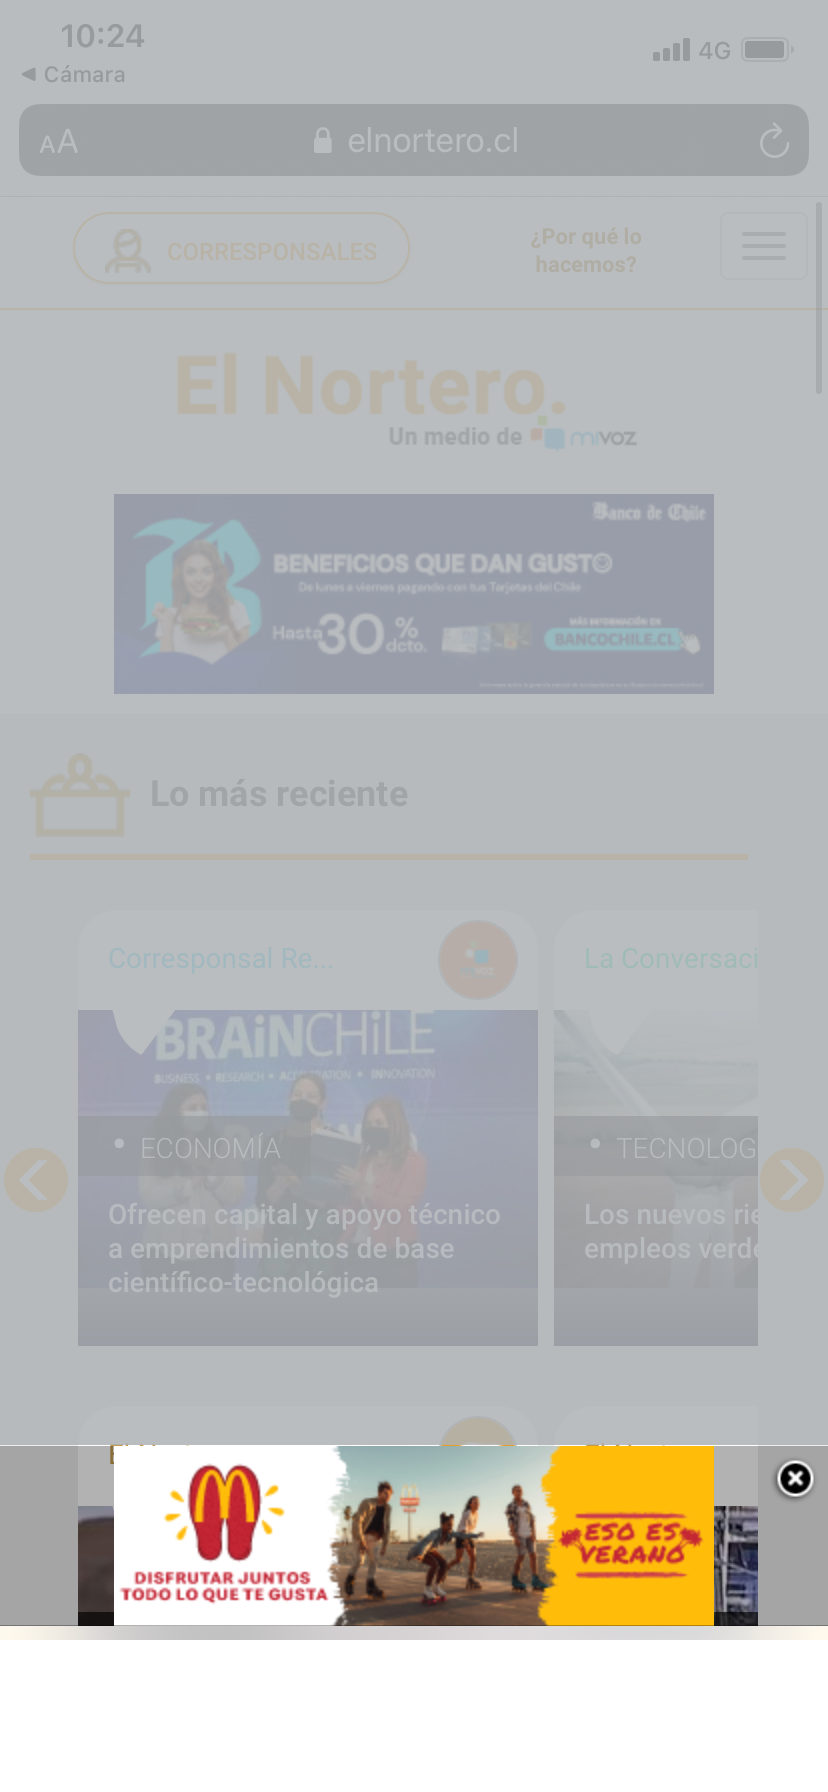 10:24
4G
Cámara
AA
elnortero.cl
CORRESPONSALES
¿Por qué lo
hacemos?
El Nortero.
Un medio de mivoz
Banco de Chile
BENEFICIOS QUE DAN GUSTO
De lunes a viernes pagando con tus Tarjetas del Chile
Hasta 30% dcto.
MÁS INFORMACIÓN EN
BANCOCHILE.CL
Lo más reciente
Corresponsal Re...
La Conversaci
BRAiNCHiLE
BUSINESS • RESEARCH • ACCELERATION • INNOVATION
• ECONOMÍA
• TECNOLOG
Ofrecen capital y apoyo técnico
a emprendimientos de base
científico-tecnológica
Los nuevos rie
empleos verde
DISFRUTAR JUNTOS
TODO LO QUE TE GUSTA
ESO ES
VERANO